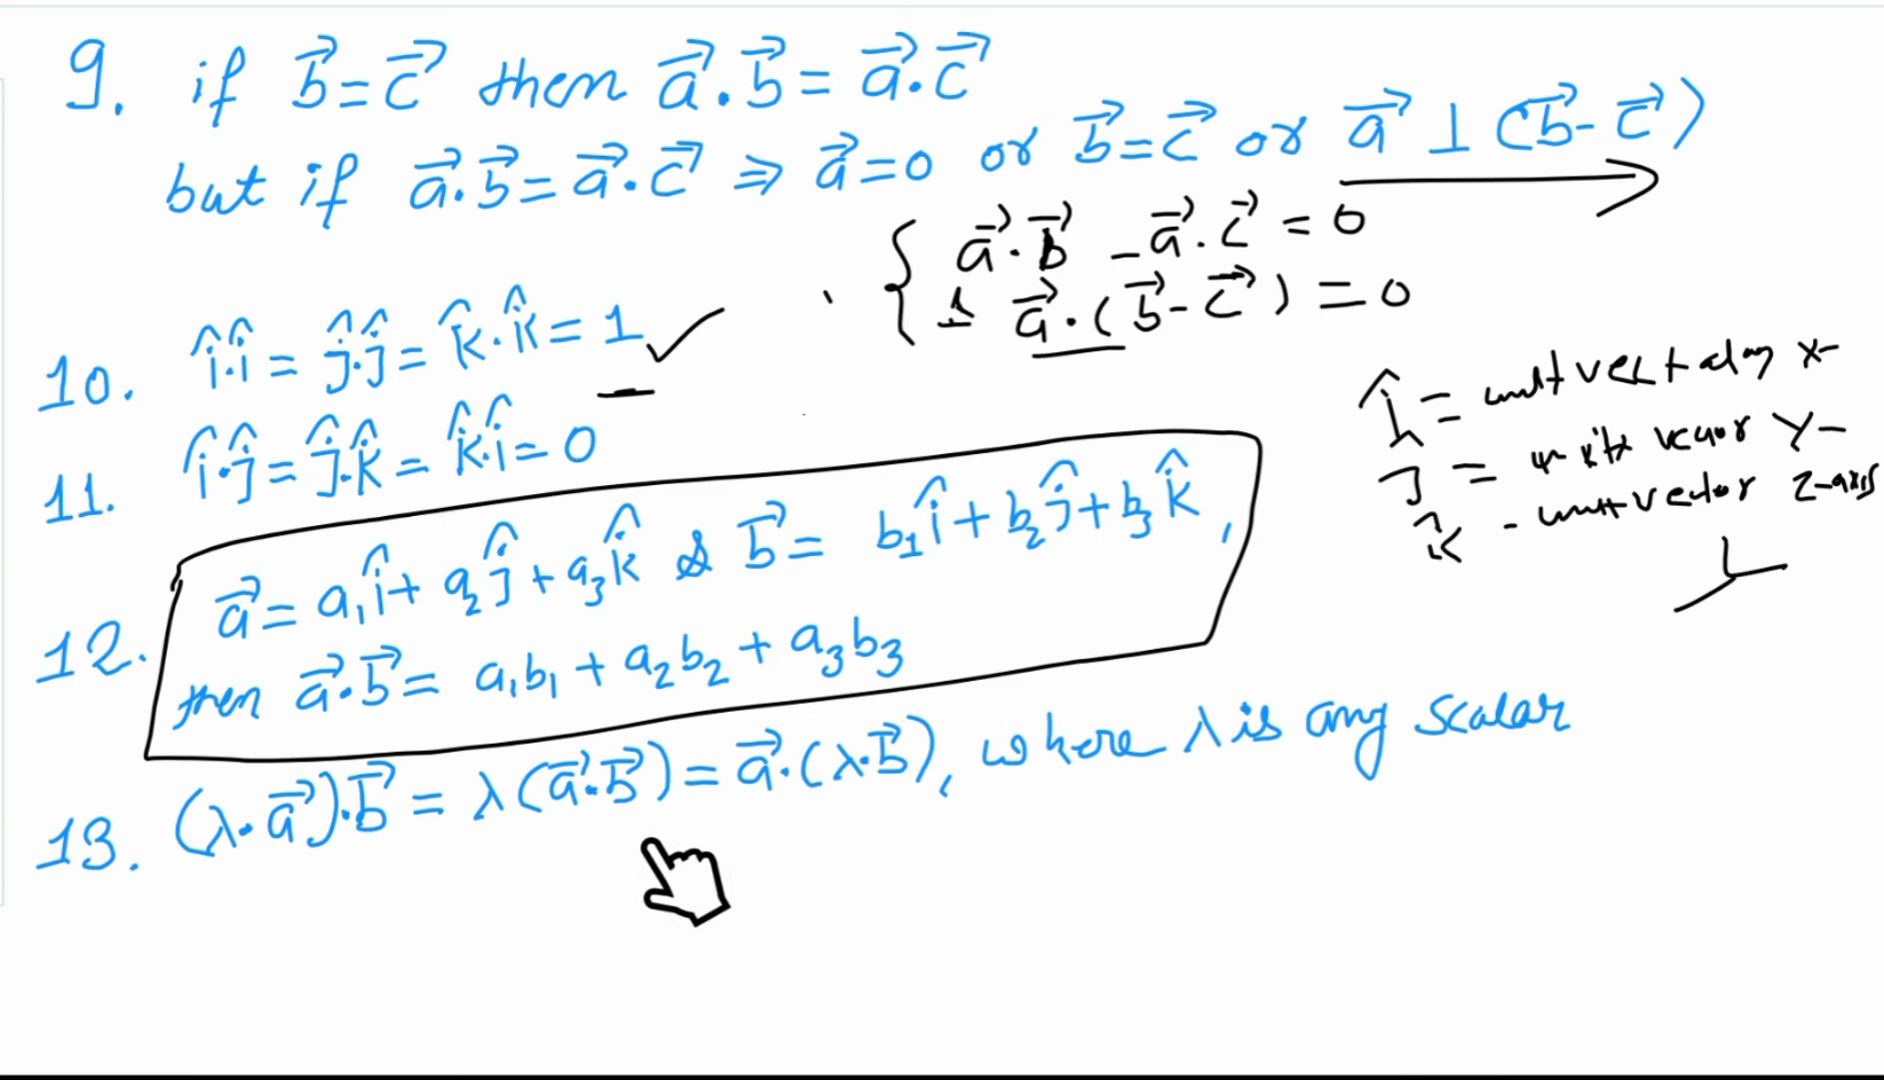 9. if b⃗ = c⃗ then a⃗.b⃗ = a⃗.c⃗
but if a⃗.b⃗ = a⃗.c⃗ ⇒ a⃗=0 or b⃗=c⃗ or a⃗ ⊥ (b⃗-c⃗)
a⃗.b⃗ - a⃗.c⃗ = 0
a⃗.(b⃗-c⃗) = 0
10. î.î = ĵ.ĵ = k̂.k̂ = 1 ✓
11. î.ĵ = ĵ.k̂ = k̂.î = 0
î = unit vect along x-
j = unit vector Y-
k̂ - unit vector Z-axis
12. a⃗ = a₁î + a₂ĵ + a₃k̂ & b⃗ = b₁î + b₂ĵ + b₃k̂,
then a⃗.b⃗ = a₁b₁ + a₂b₂ + a₃b₃
13. (λ.a⃗).b⃗ = λ(a⃗.b⃗) = a⃗.(λ.b⃗), where λ is any scalar